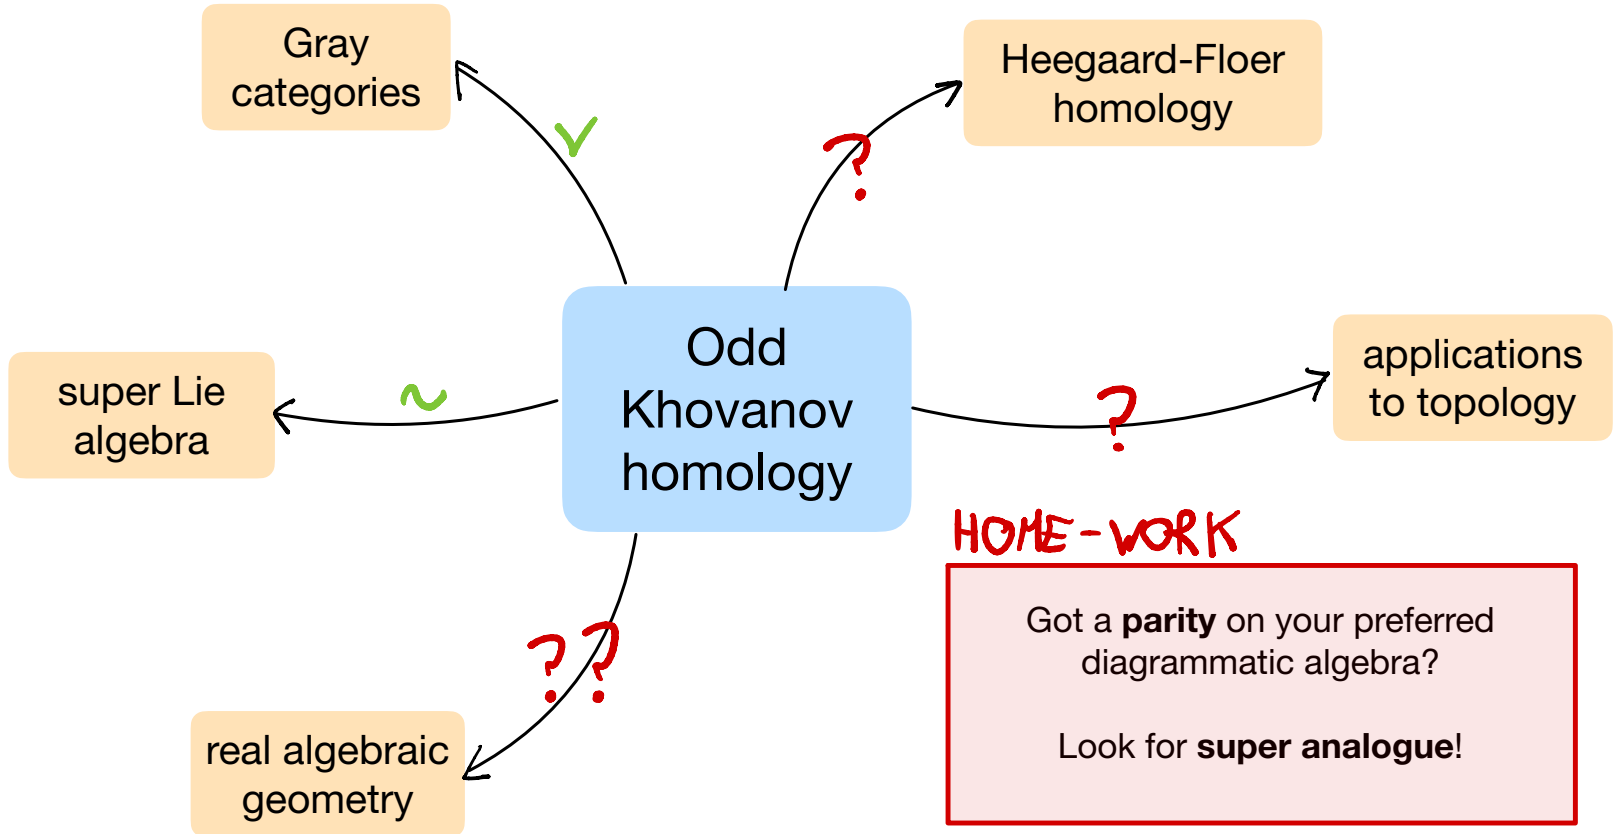 Gray
categories
Heegaard-Floer
homology
✓
?
Odd
Khovanov
homology
applications
to topology
super Lie
algebra
~
?
HOME-WORK
Got a parity on your preferred
diagrammatic algebra?
Look for super analogue!
??
real algebraic
geometry